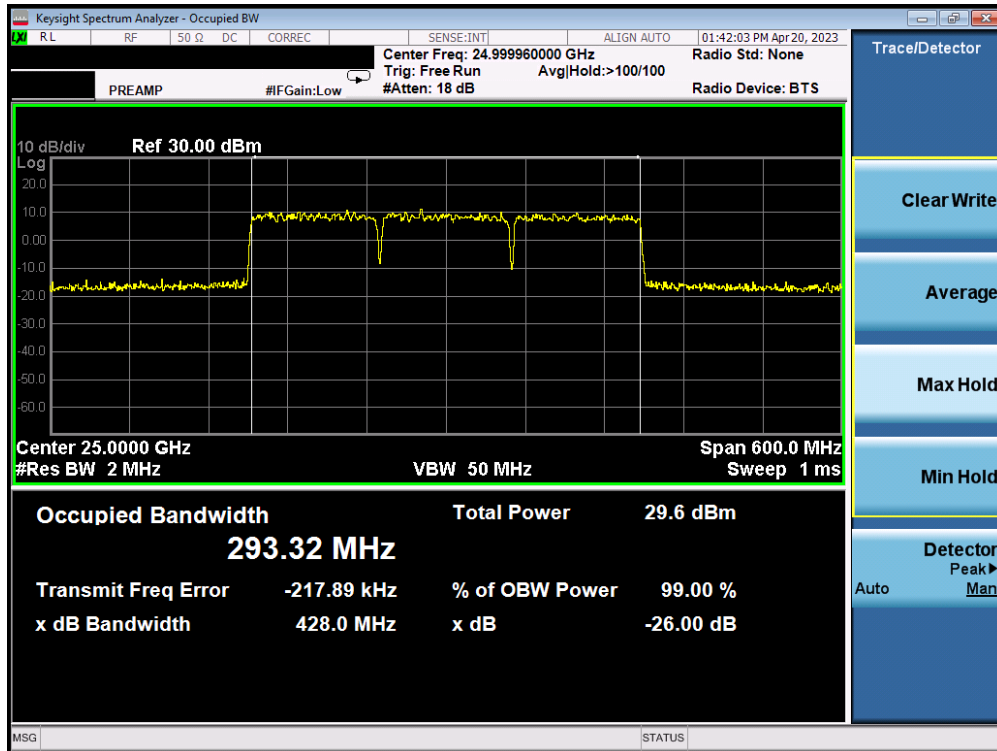 Keysight Spectrum Analyzer - Occupied BW
LXI RL RF 50 Ω DC CORREC SENSE:INT ALIGN AUTO 01:42:03 PM Apr 20, 2023
Center Freq: 24.999960000 GHz Radio Std: None
Trig: Free Run Avg|Hold:>100/100
PREAMP #IFGain:Low #Atten: 18 dB Radio Device: BTS
10 dB/div Ref 30.00 dBm
Log
20.0
10.0
0.00
-10.0
-20.0
-30.0
-40.0
-50.0
-60.0
Center 25.0000 GHz Span 600.0 MHz
#Res BW 2 MHz VBW 50 MHz Sweep 1 ms
Occupied Bandwidth Total Power 29.6 dBm
293.32 MHz
Transmit Freq Error -217.89 kHz % of OBW Power 99.00 %
x dB Bandwidth 428.0 MHz x dB -26.00 dB
MSG STATUS
Trace/Detector
Clear Write
Average
Max Hold
Min Hold
Detector
Peak▶
Auto Man